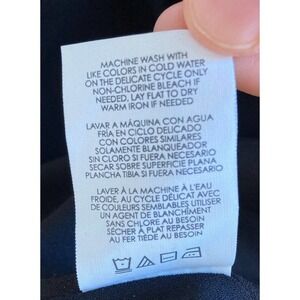 MACHINE WASH WITH
LIKE COLORS IN COLD WATER
ON THE DELICATE CYCLE ONLY
NON-CHLORINE BLEACH IF
NEEDED, LAY FLAT TO DRY
WARM IRON IF NEEDED
LAVAR A MÁQUINA CON AGUA
FRÍA EN CICLO DELICADO
CON COLORES SIMILARES
SOLAMENTE BLANQUEADOR
SIN CLORO SI FUERA NECESARIO
SECAR SOBRE SUPERFICIE PLANA
PLANCHA TIBIA SI FUERA NECESARIO
LAVER À LA MACHINE À L'EAU
FROIDE, AU CYCLE DÉLICAT AVEC
DE COULEURS SEMBLABLES UTILISER
UN AGENT DE BLANCHIMENT
SANS CHLORE AU BESOIN
SÉCHER À PLAT REPASSER
AU FER TIÈDE AU BESOIN